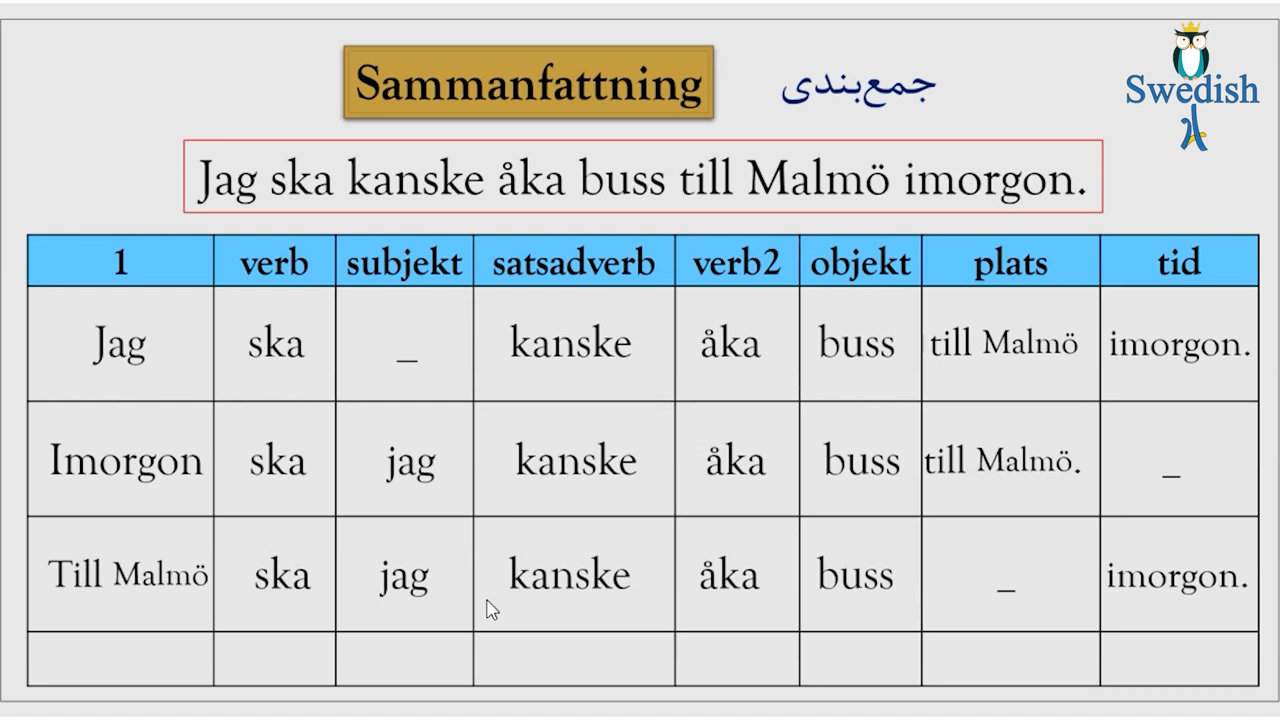 Sammanfattning جمع‌بندی
Swedish
Jag ska kanske åka buss till Malmö imorgon.
1 verb subjekt satsadverb verb2 objekt plats tid
Jag ska _ kanske åka buss till Malmö imorgon.
Imorgon ska jag kanske åka buss till Malmö. _
Till Malmö ska jag kanske åka buss _ imorgon.